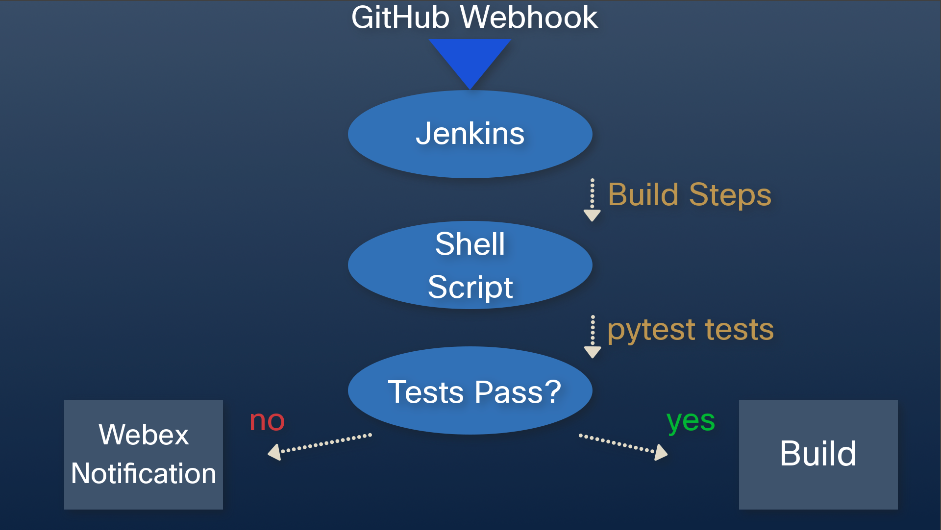 GitHub Webhook
Jenkins
Build Steps
Shell
Script
pytest tests
Tests Pass?
no
yes
Webex
Notification
Build